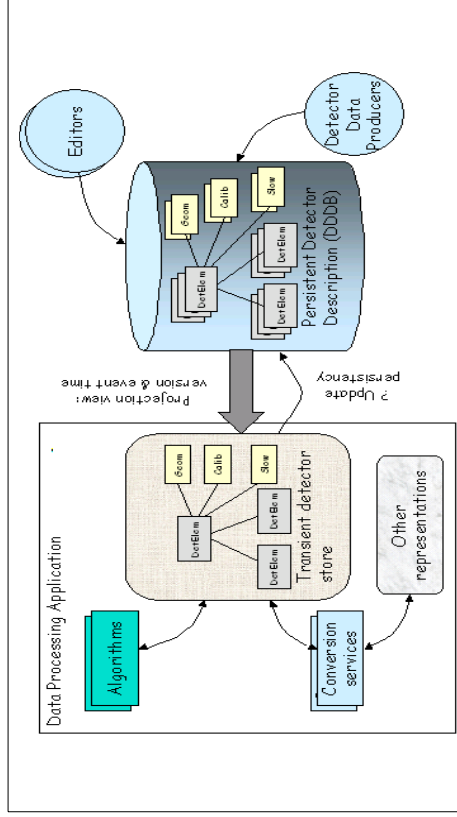 Data Processing Application
Algorithms
Conversion
services
Other
representations
Geom
Calib
Slow
DetElem
DetElem
DetElem
Transient detector
store
Projection view:
version & event time
? Update
persistency
Geom
Calib
Slow
DetElem
DetElem
DetElem
Persistent Detector
Description (DDDB)
Editors
Detector
Data
Producers